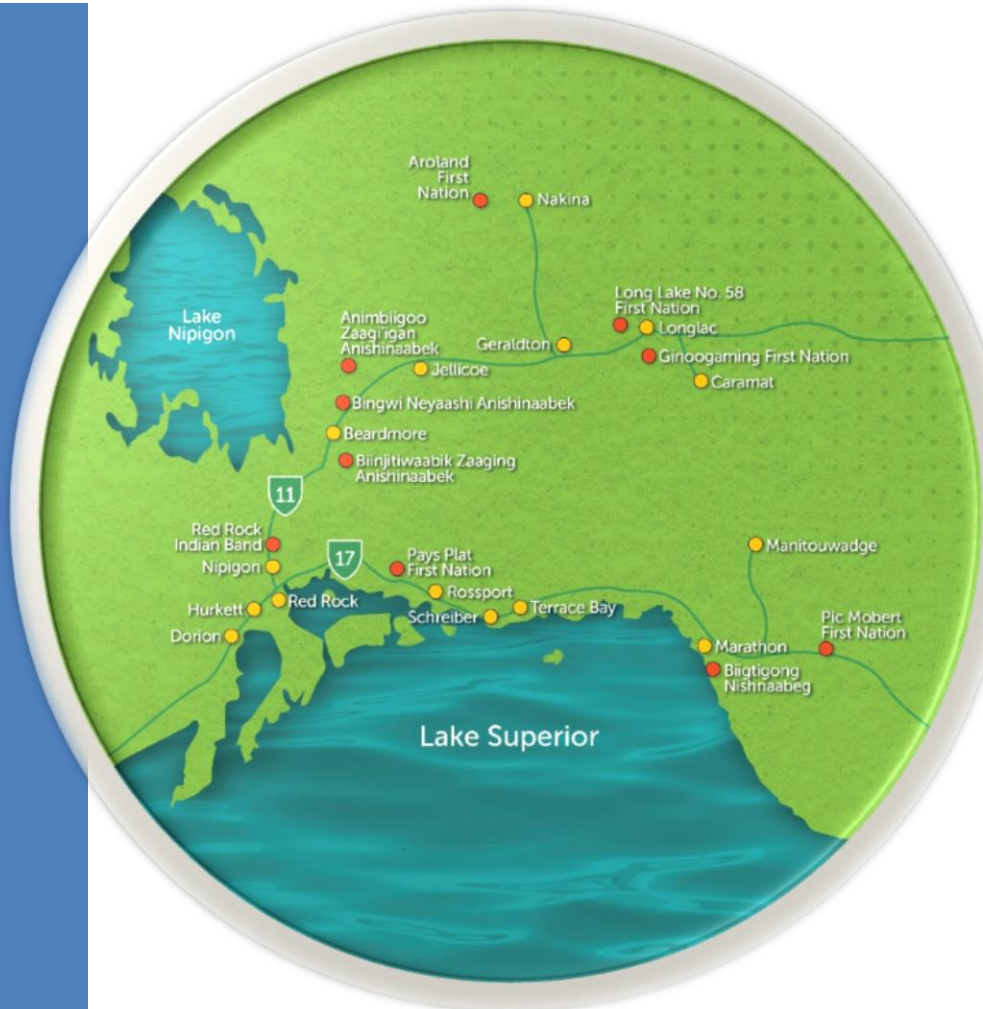 Aroland
First
Nation
Nakina
Lake
Nipigon
Long Lake No. 58
First Nation
Longlac
Animbiigoo
Zaagi'igan
Anishinaabek
Geraldton
Jellicoe
Ginoogaming First Nation
Caramat
Bingwi Neyaashi Anishinaabek
Beardmore
Biinjitiwaabik Zaaging
Anishinaabek
11
Red Rock
Indian Band
17
Pays Plat
First Nation
Manitouwadge
Nipigon
Rossport
Hurkett
Red Rock
Schreiber
Terrace Bay
Pic Mobert
First Nation
Dorion
Marathon
Biigtigong
Nishnaabeg
Lake Superior